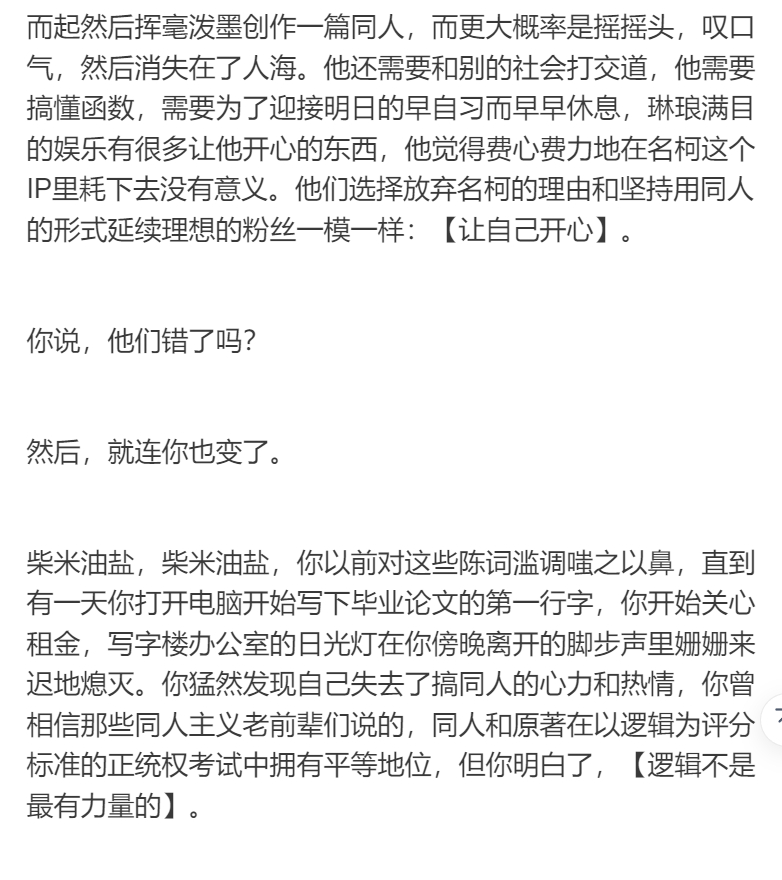 而起然后挥毫泼墨创作一篇同人，而更大概率是摇摇头，叹口
气，然后消失在了人海。他还需要和别的社会打交道，他需要
搞懂函数，需要为了迎接明日的早自习而早早休息，琳琅满目
的娱乐有很多让他开心的东西，他觉得费心费力地在名柯这个
IP里耗下去没有意义。他们选择放弃名柯的理由和坚持用同人
的形式延续理想的粉丝一模一样：【让自己开心】。
你说，他们错了吗？
然后，就连你也变了。
柴米油盐，柴米油盐，你以前对这些陈词滥调嗤之以鼻，直到
有一天你打开电脑开始写下毕业论文的第一行字，你开始关心
租金，写字楼办公室的日光灯在你傍晚离开的脚步声里姗姗来
迟地熄灭。你猛然发现自己失去了搞同人的心力和热情，你曾
相信那些同人主义老前辈们说的，同人和原著在以逻辑为评分
标准的正统权考试中拥有平等地位，但你明白了，【逻辑不是
最有力量的】。